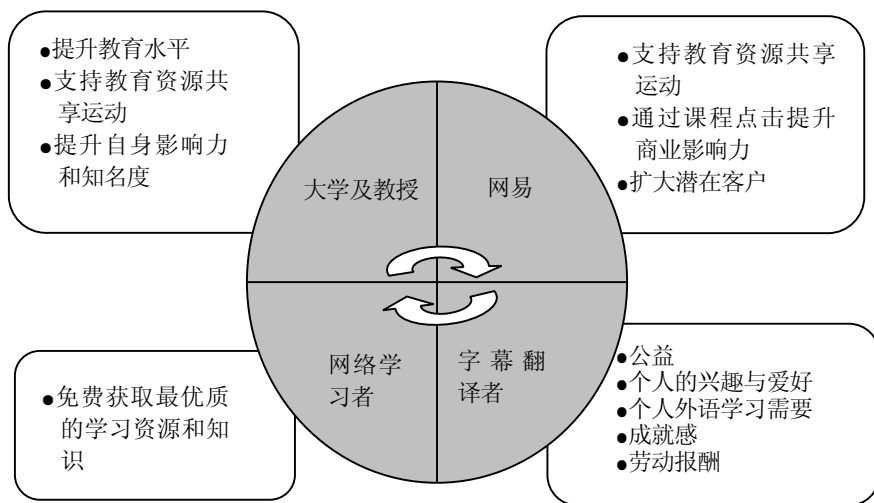 ●提升教育水平
●支持教育资源共
享运动
●提升自身影响力
和知名度
●支持教育资源共享
运动
●通过课程点击提升
商业影响力
●扩大潜在客户
大学及教授
网易
网络学
习者
字幕翻
译者
●免费获取最优质
的学习资源和知
识
●公益
●个人的兴趣与爱好
●个人外语学习需要
●成就感
●劳动报酬